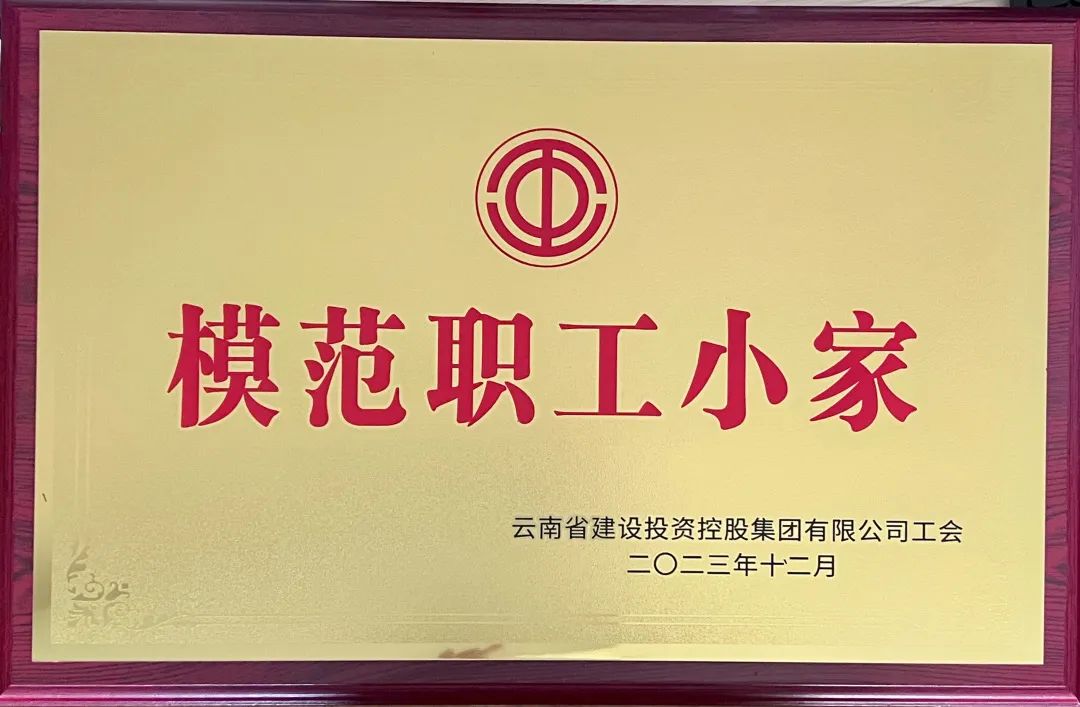 模范职工小家
云南省建设投资控股集团有限公司工会
二〇二三年十二月